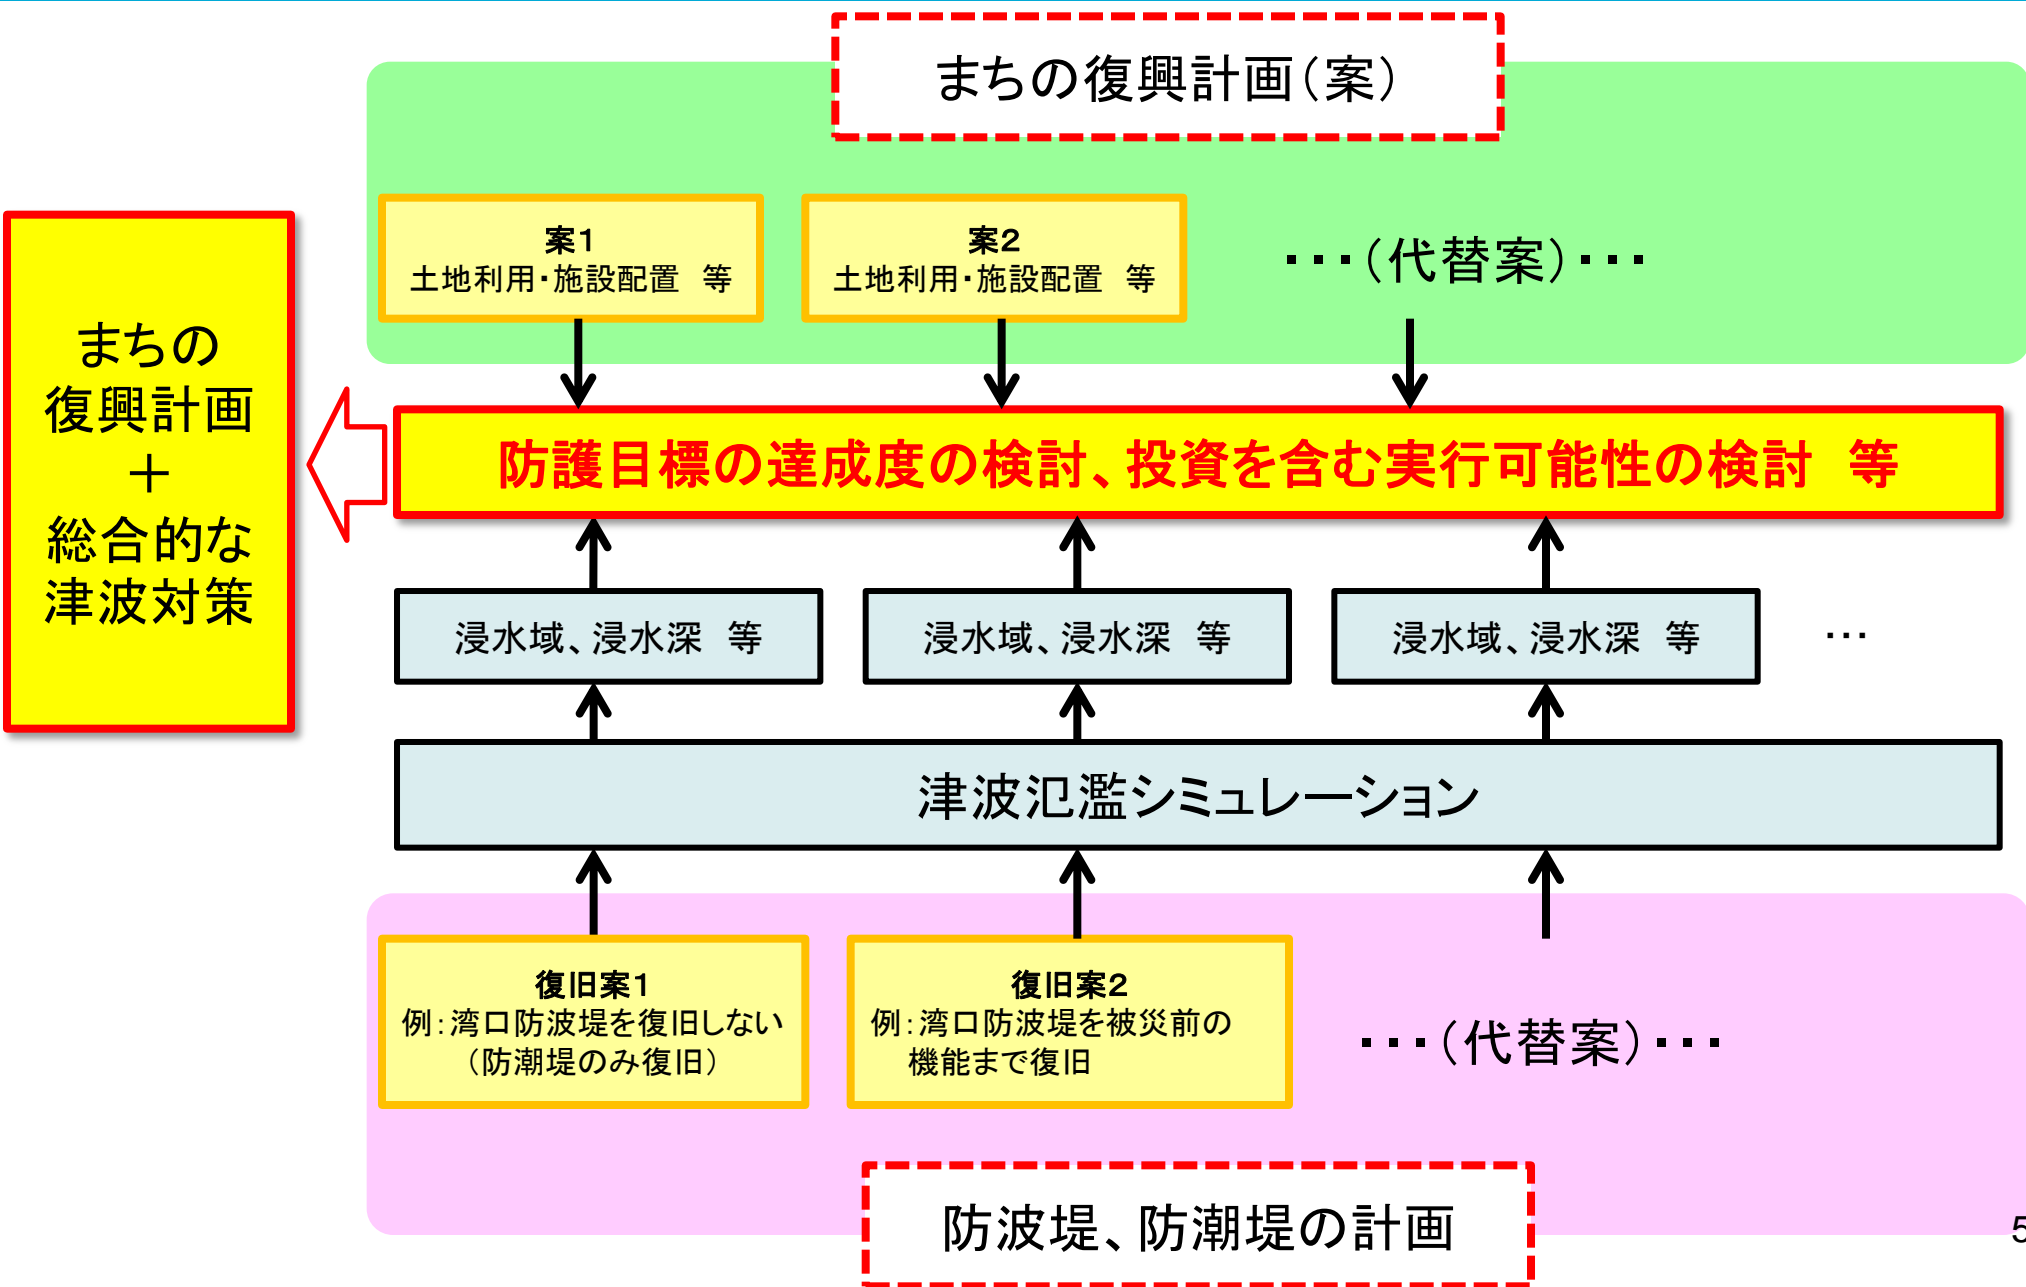 まちの復興計画（案）
案１
土地利用・施設配置　等
案２
土地利用・施設配置　等
・・・（代替案）・・・
まちの
復興計画
＋
総合的な
津波対策
防護目標の達成度の検討、投資を含む実行可能性の検討　等
浸水域、浸水深　等
浸水域、浸水深　等
浸水域、浸水深　等
…
津波氾濫シミュレーション
復旧案１
例：湾口防波堤を復旧しない
（防潮堤のみ復旧）
復旧案２
例：湾口防波堤を被災前の
機能まで復旧
・・・（代替案）・・・
防波堤、防潮堤の計画
5